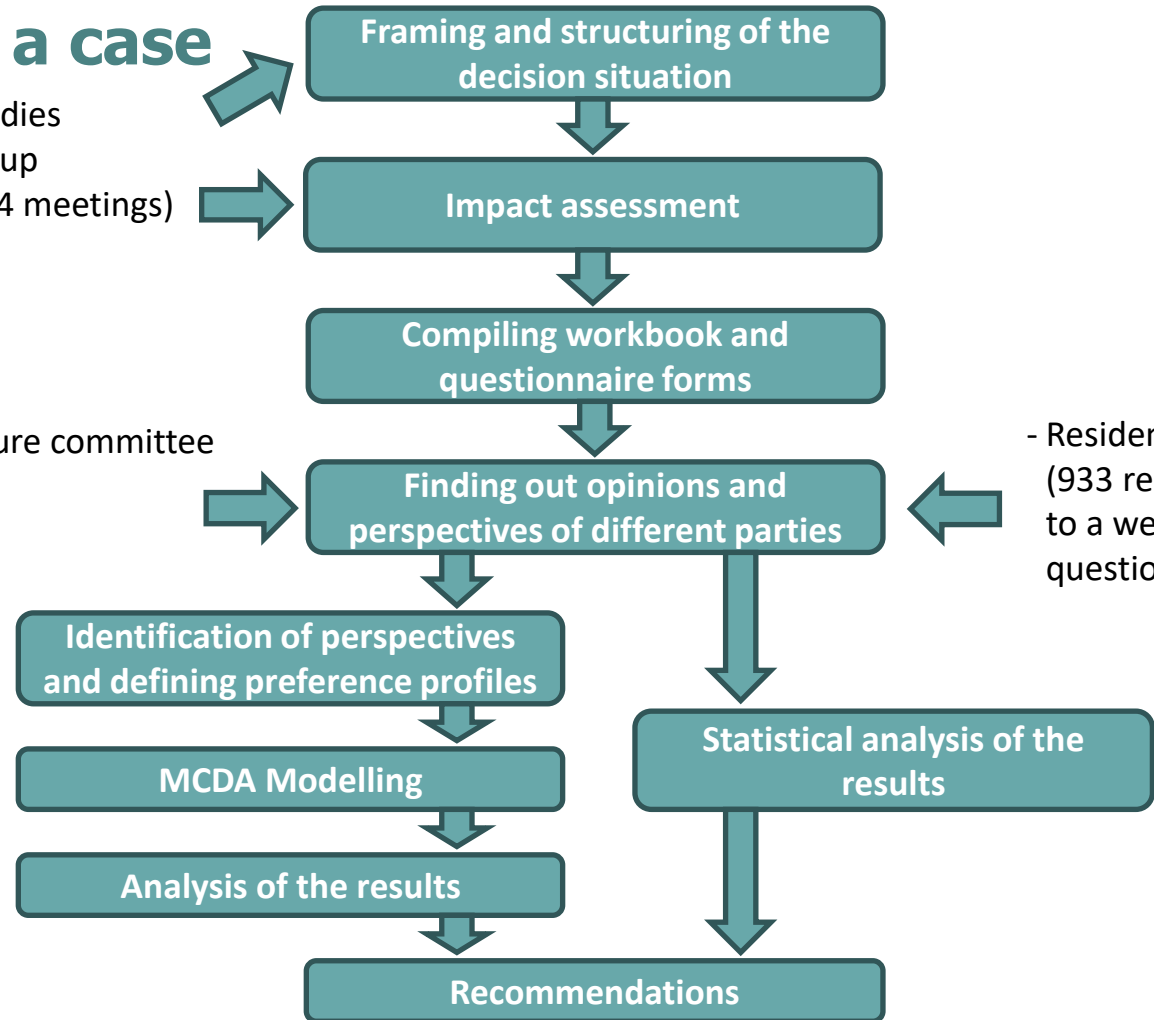 a case
Framing and structuring of the
decision situation
dies
up
4 meetings)
Impact assessment
Compiling workbook and
questionnaire forms
ure committee
- Residen
(933 re
to a we
questio
Finding out opinions and
perspectives of different parties
Identification of perspectives
and defining preference profiles
Statistical analysis of the
results
MCDA Modelling
Analysis of the results
Recommendations